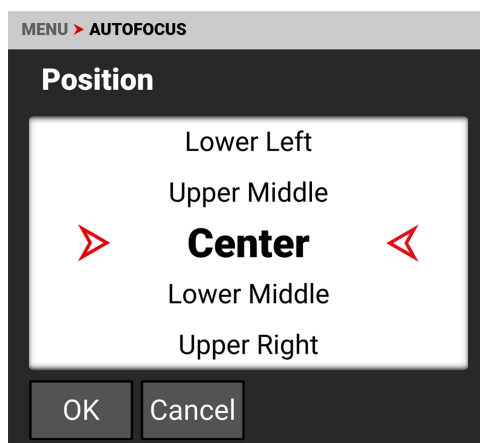 MENU ➤ AUTOFOCUS
Position
Lower Left
Upper Middle
Center
Lower Middle
Upper Right
OK Cancel